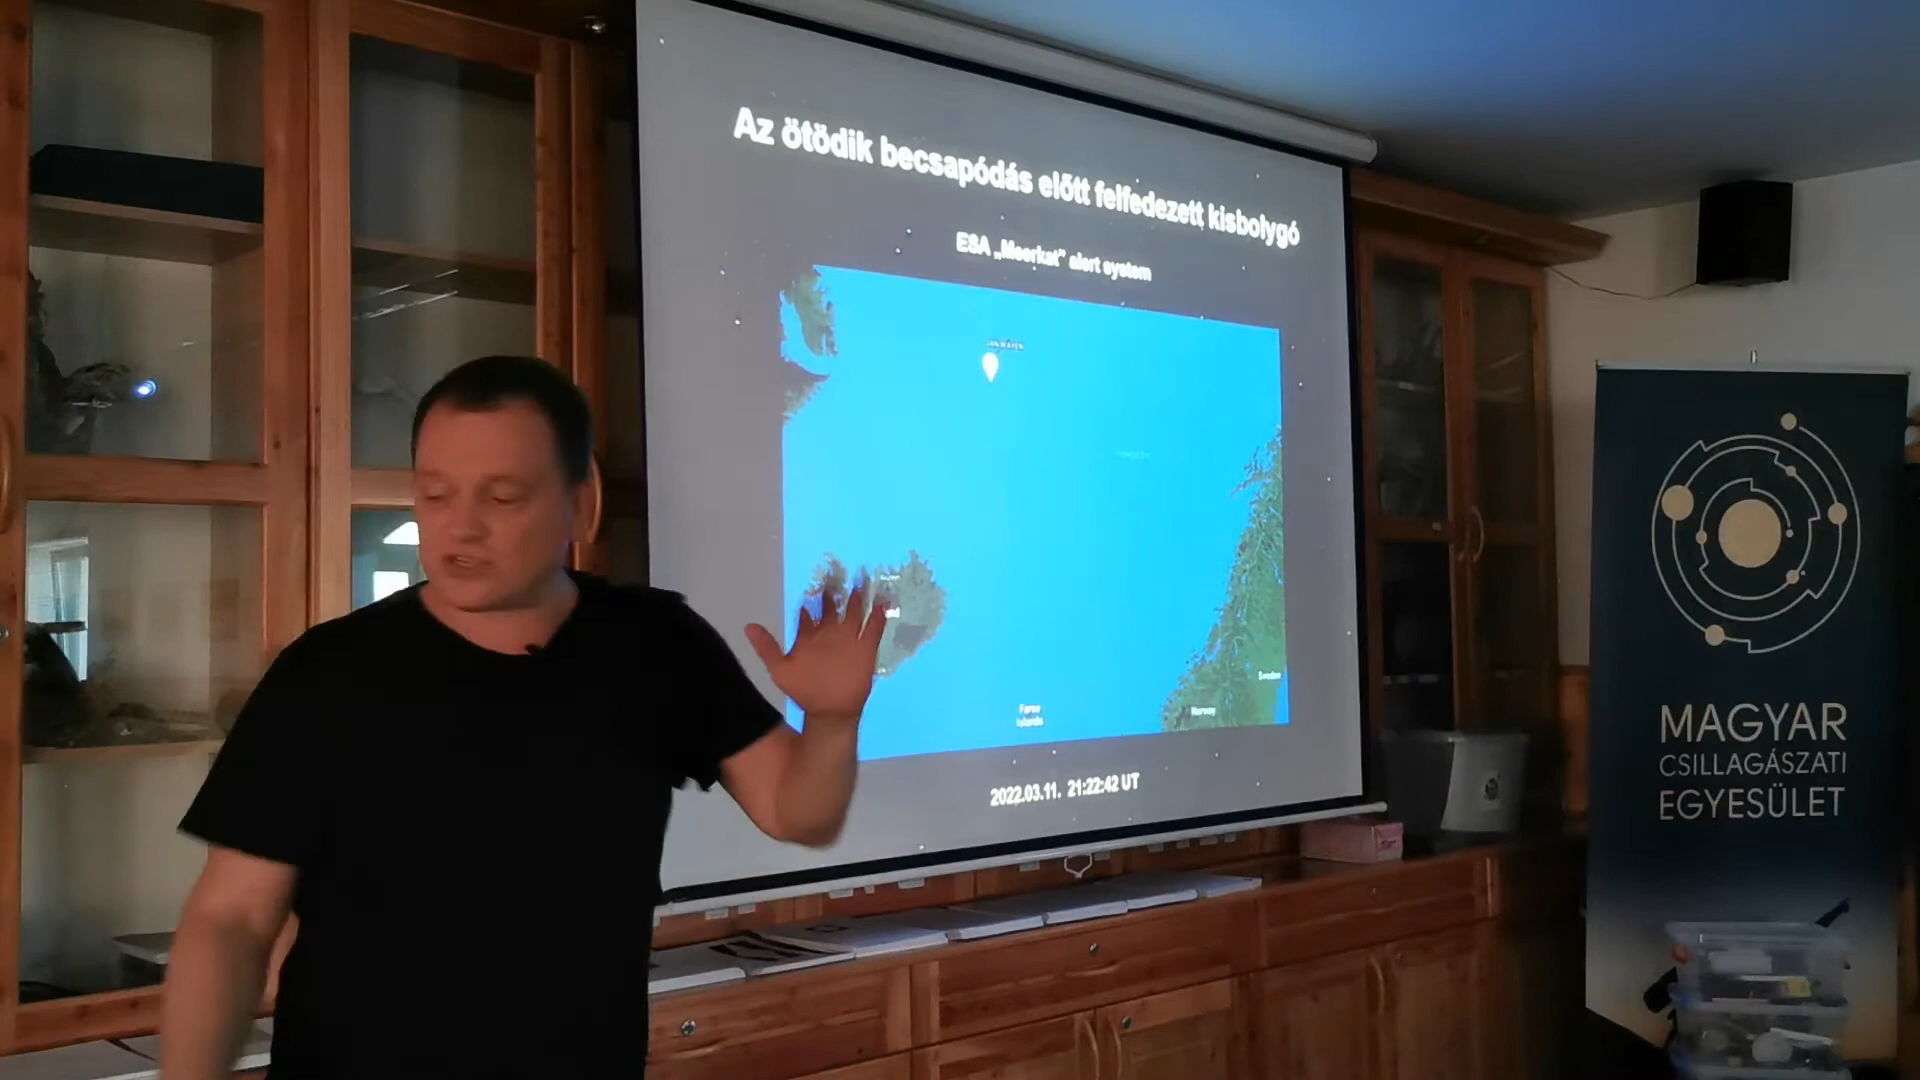 Az ötödik becsapódás előtt felfedezett kisbolygó
ESA „Meerkat" alert system
JAN MAYEN
Faroe
Islands
Norway
Sweden
2022.03.11. 21:22:42 UT
MAGYAR
CSILLAGÁSZATI
EGYESÜLET